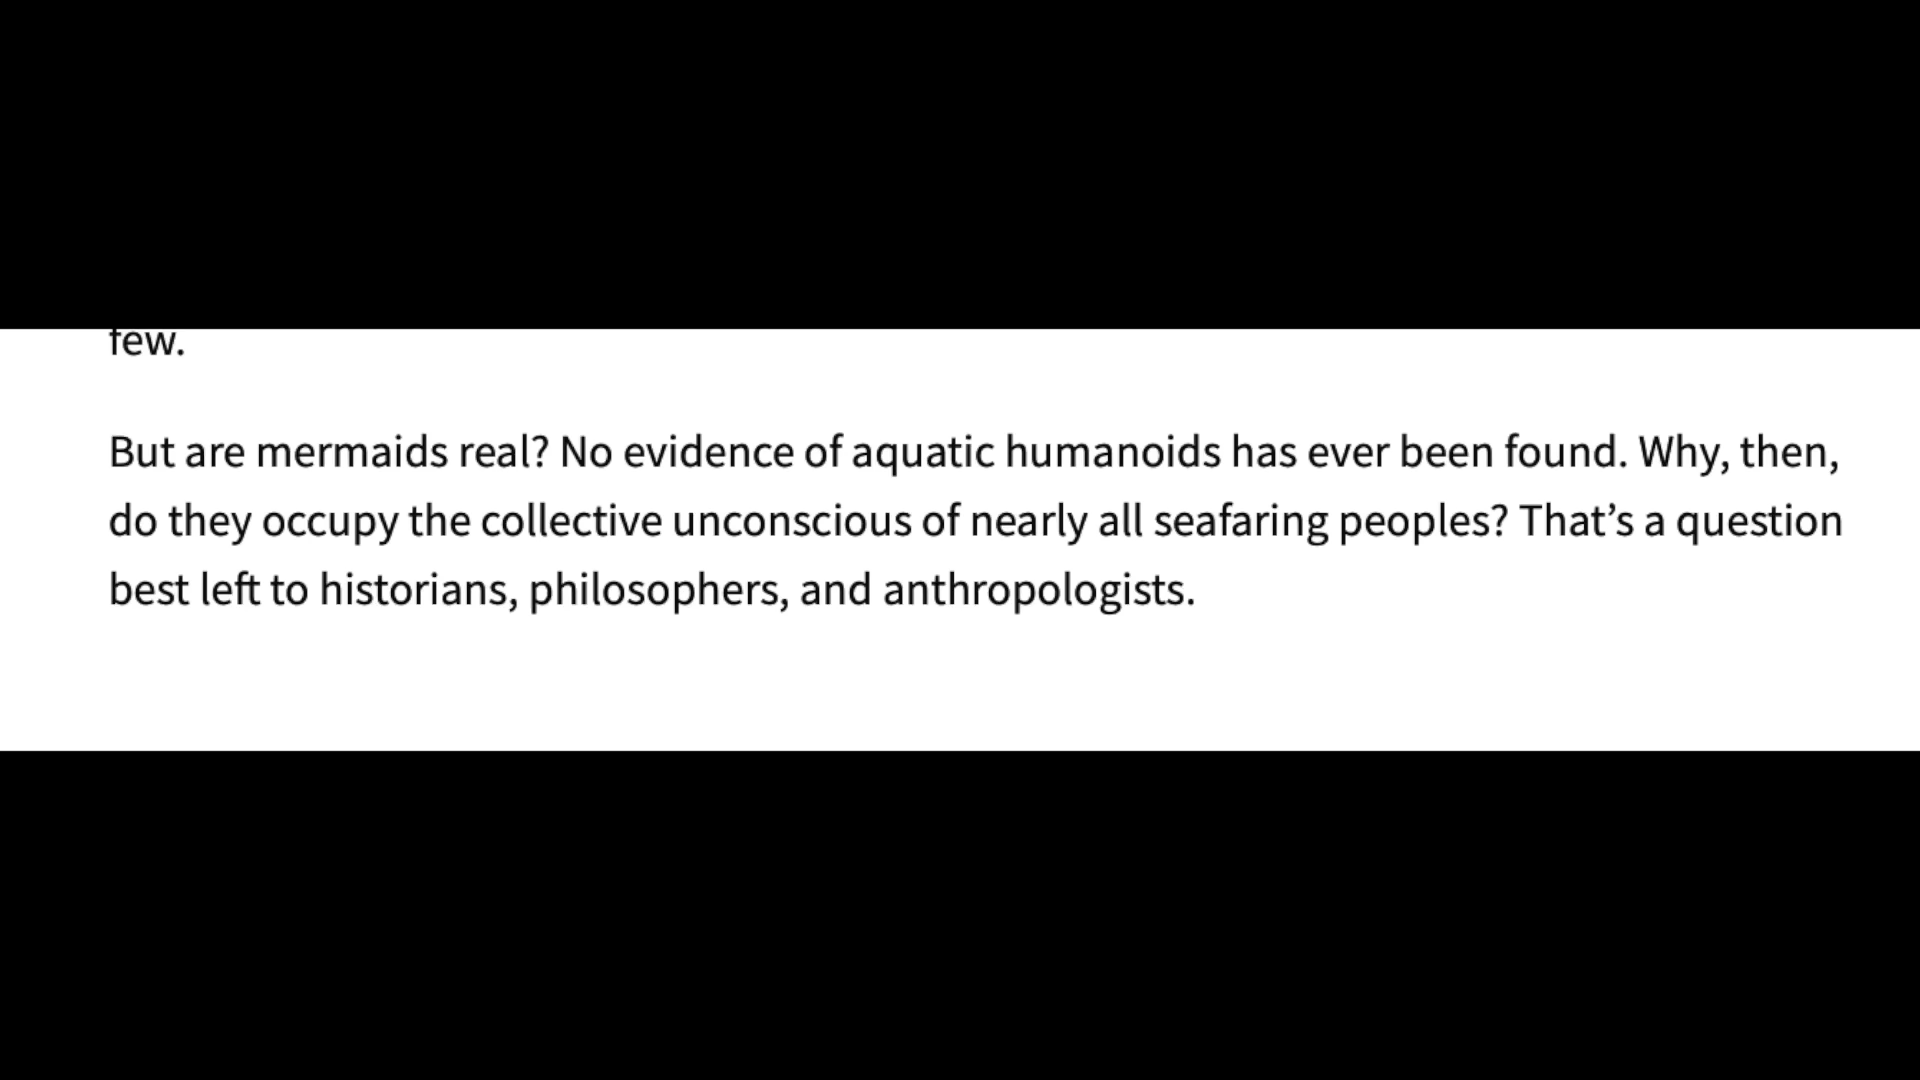 few.
But are mermaids real? No evidence of aquatic humanoids has ever been found. Why, then,
do they occupy the collective unconscious of nearly all seafaring peoples? That’s a question
best left to historians, philosophers, and anthropologists.